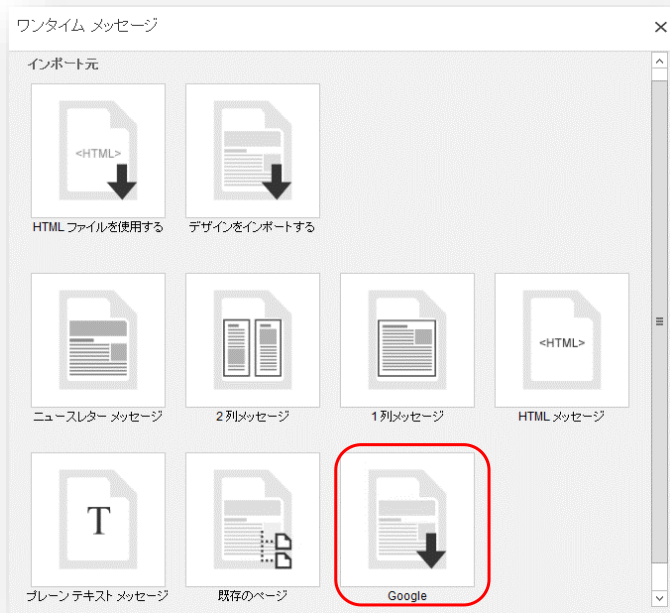 ワンタイム メッセージ
インポート元
<HTML>
HTML ファイルを使用する
デザインをインポートする
<HTML>
ニュースレター メッセージ
2 列メッセージ
1 列メッセージ
HTML メッセージ
T
プレーン テキスト メッセージ
既存のページ
Google